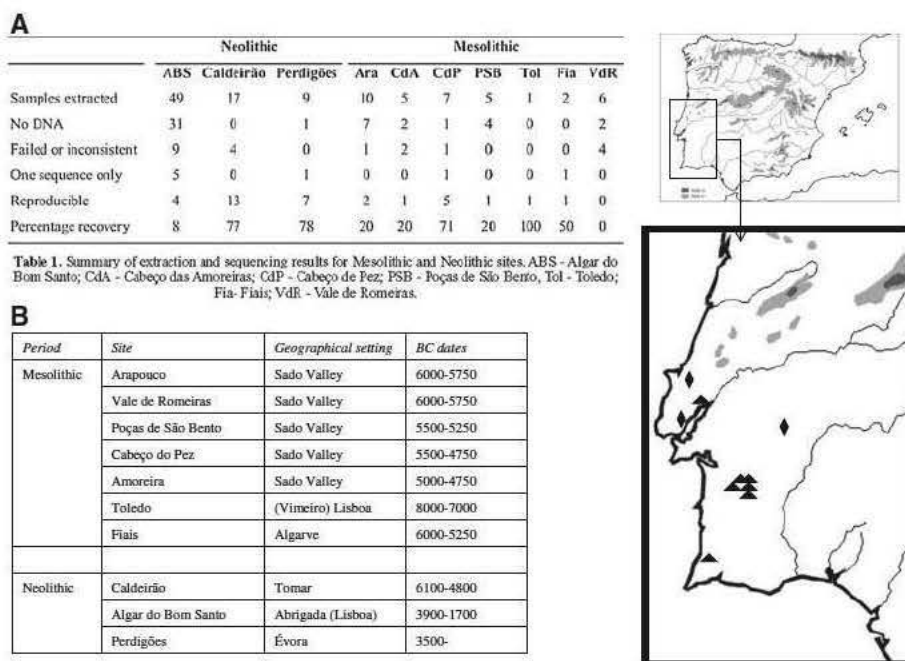 A
Neolithic Mesolithic
ABS Caldeirão Perdigões Ara CdA CdP PSB Tol Fia VdR
Samples extracted 49 17 9 10 5 7 5 1 2 6
No DNA 31 0 1 7 2 1 4 0 0 2
Failed or inconsistent 9 4 0 1 2 1 0 0 0 4
One sequence only 5 0 1 0 0 1 0 0 1 0
Reproducible 4 13 7 2 1 5 1 1 1 0
Percentage recovery 8 77 78 20 20 71 20 100 50 0
Table 1. Summary of extraction and sequencing results for Mesolithic and Neolithic sites. ABS - Algar do
Bom Santo; CdA - Cabeço das Amoreiras; CdP - Cabeço de Pez; PSB - Poças de São Bento, Tol - Toledo;
Fia- Fiais; VdR - Vale de Romeiras.
B
Period Site Geographical setting BC dates
Mesolithic Arapouco Sado Valley 6000-5750
Vale de Romeiras Sado Valley 6000-5750
Poças de São Bento Sado Valley 5500-5250
Cabeço do Pez Sado Valley 5500-4750
Amoreira Sado Valley 5000-4750
Toledo (Vimeiro) Lisboa 8000-7000
Fiais Algarve 6000-5250
Neolithic Caldeirão Tomar 6100-4800
Algar do Bom Santo Abrigada (Lisboa) 3900-1700
Perdigões Évora 3500-